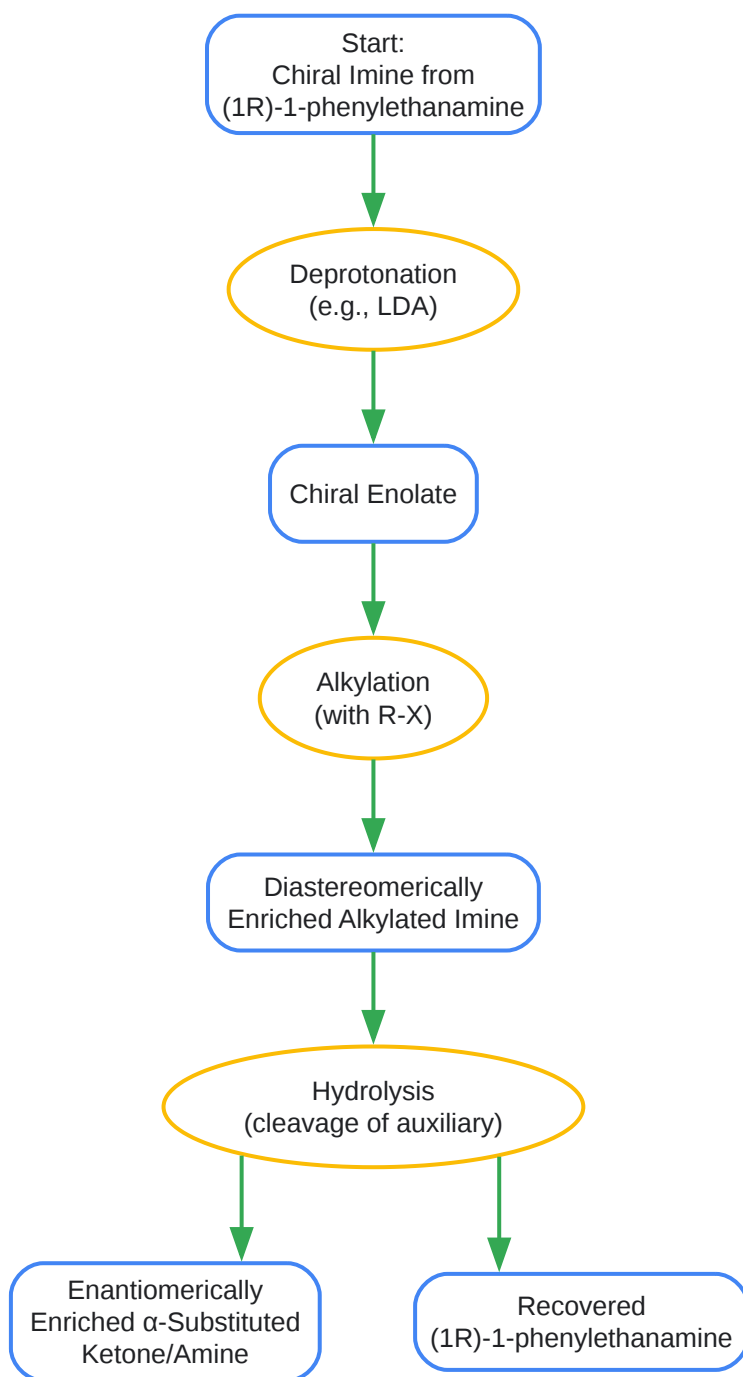 Start:
Chiral Imine from
(1R)-1-phenylethanamine
Deprotonation
(e.g., LDA)
Chiral Enolate
Alkylation
(with R-X)
Diastereomerically
Enriched Alkylated Imine
Hydrolysis
(cleavage of auxiliary)
Enantiomerically
Enriched α-Substituted
Ketone/Amine
Recovered
(1R)-1-phenylethanamine